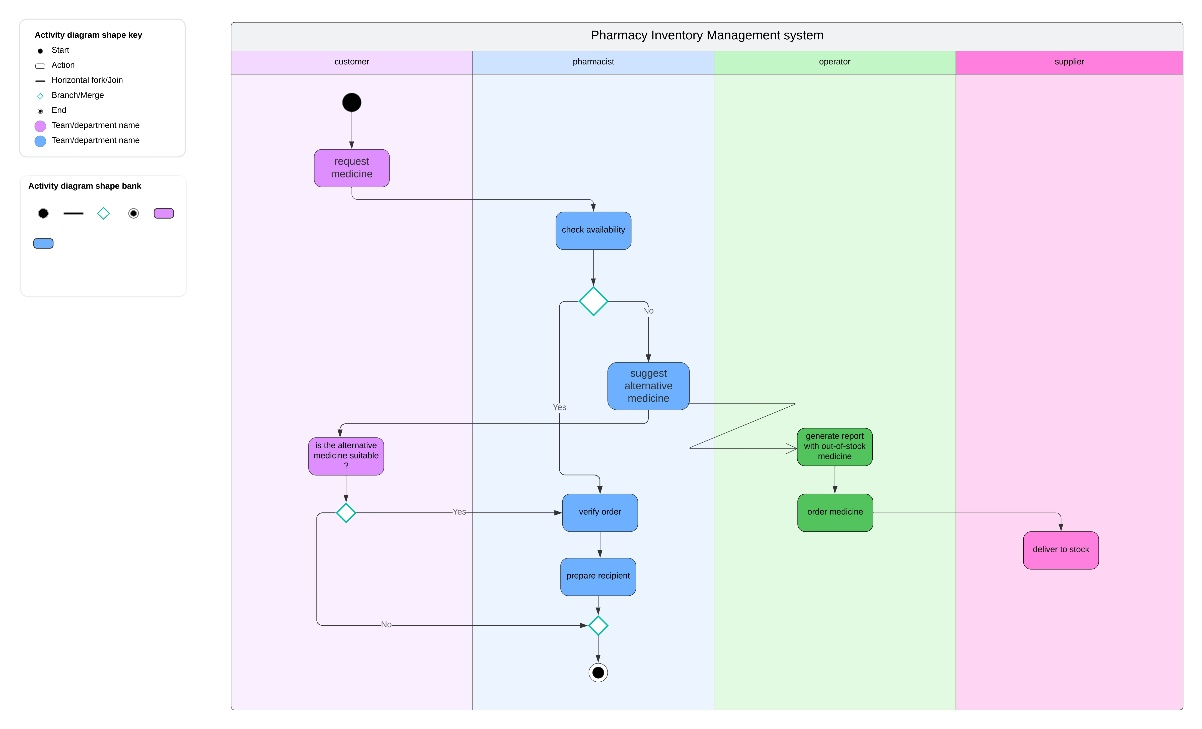 Activity diagram shape key
Start
Action
Horizontal fork/Join
Branch/Merge
End
Team/department name
Team/department name
Activity diagram shape bank
Pharmacy Inventory Management system
customer
pharmacist
operator
supplier
request
medicine
check availability
No
suggest
alternative
medicine
Yes
is the alternative
medicine suitable
?
generate report
with out-of-stock
medicine
Yes
verify order
order medicine
deliver to stock
prepare recipient
No